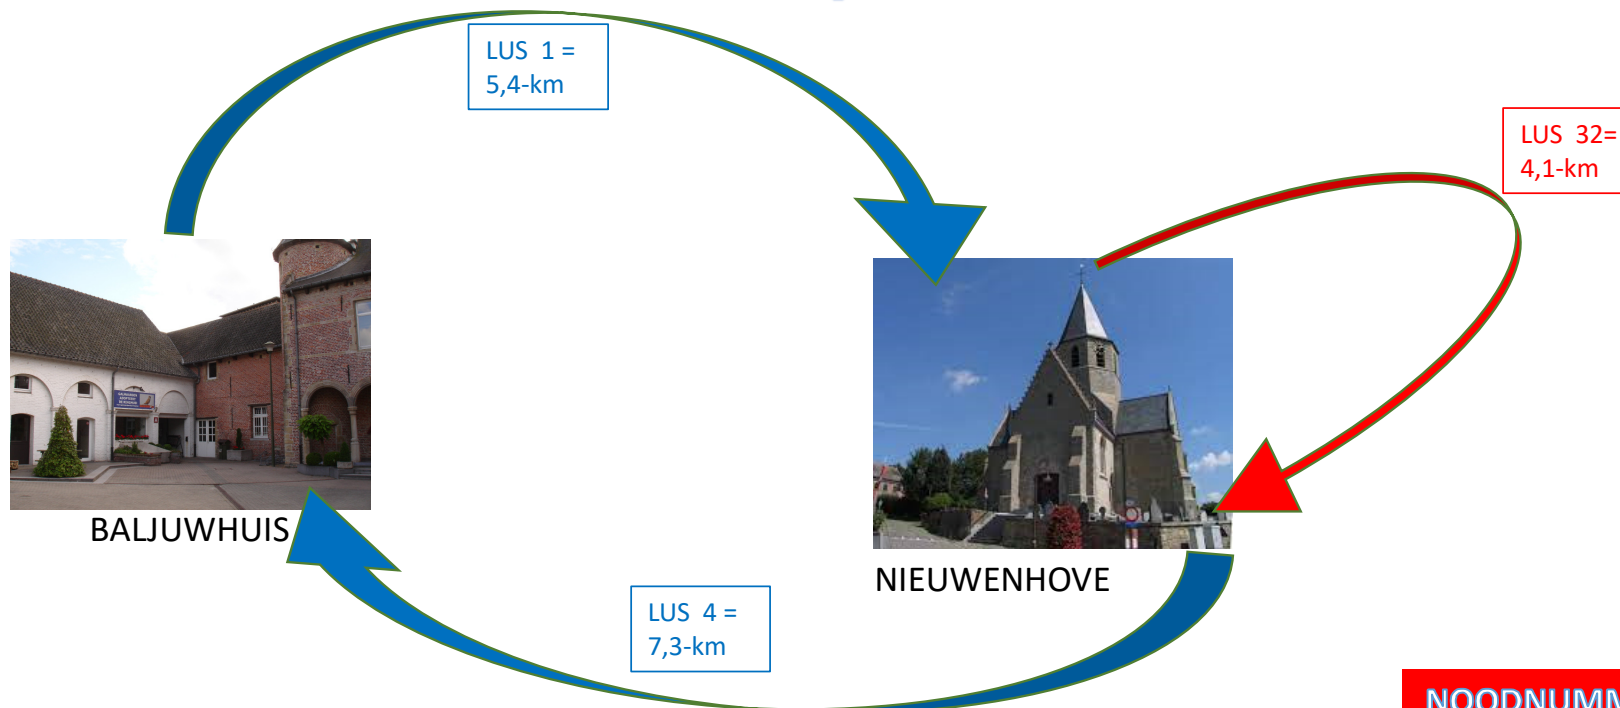 LUS 1 =
5,4-km
LUS 32=
4,1-km
BALJUWHUIS
NIEUWENHOVE
LUS 4 =
7,3-km